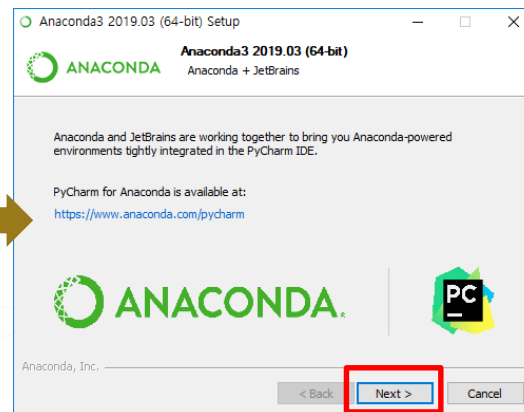 Anaconda3 2019.03 (64-bit) Setup
ANACONDA
Anaconda3 2019.03 (64-bit)
Anaconda + JetBrains
Anaconda and JetBrains are working together to bring you Anaconda-powered
environments tightly integrated in the PyCharm IDE.
PyCharm for Anaconda is available at:
https://www.anaconda.com/pycharm
ANACONDA.
PC
Anaconda, Inc.
< Back Next > Cancel